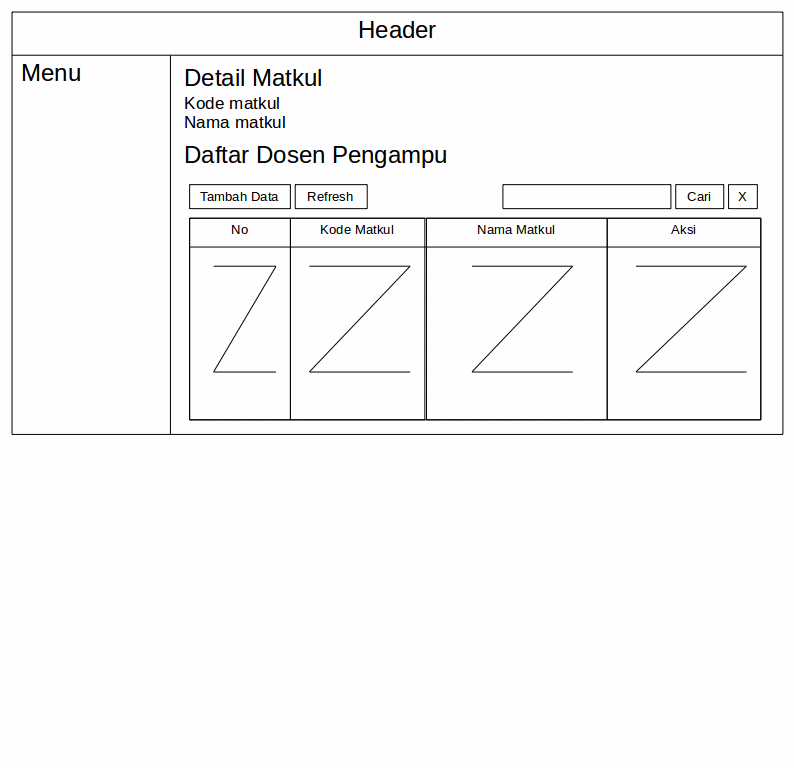 Header
Menu
Detail Matkul
Kode matkul
Nama matkul
Daftar Dosen Pengampu
Tambah Data Refresh Cari X
No Kode Matkul Nama Matkul Aksi